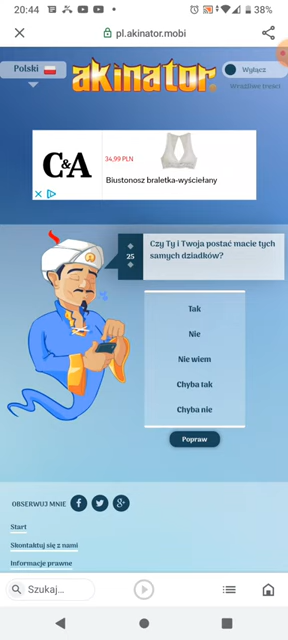 20:44
38%
pl.akinator.mobi
Polski
akinator
Wyłącz
Wrażliwe treści
C&A
34,99 PLN
Biustonosz braletka-wyściełany
25
Czy Ty i Twoja postać macie tych
samych dziadków?
Tak
Nie
Nie wiem
Chyba tak
Chyba nie
Popraw
OBSERWUJ MNIE
Start
Skontaktuj się z nami
Informacje prawne
Szukaj...